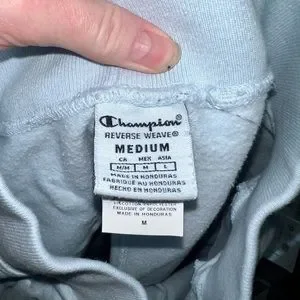 Champion
REVERSE WEAVE®
MEDIUM
CA MEX ASIA
M/M M L
MADE IN HONDURAS
FABRIQUÉ AU HONDURAS
HECHO EN HONDURAS
EXCLUSIVE OF DECORATION
MADE IN HONDURAS
M